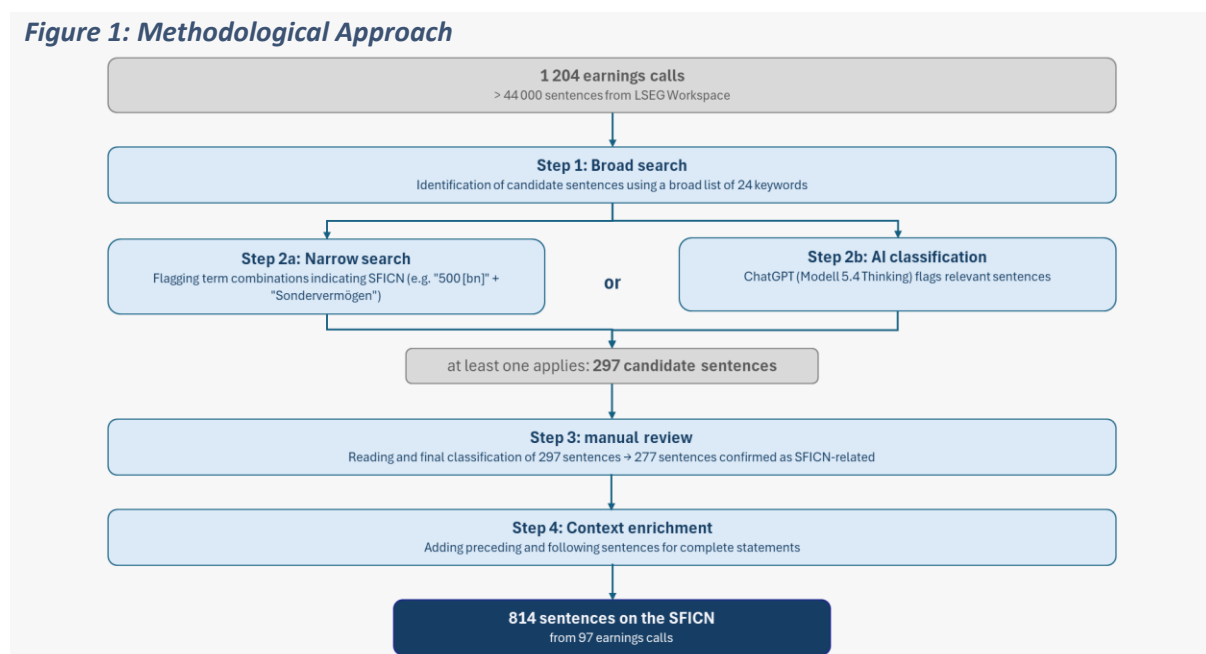 Figure 1: Methodological Approach
1 204 earnings calls
> 44 000 sentences from LSEG Workspace
Step 1: Broad search
Identification of candidate sentences using a broad list of 24 keywords
Step 2a: Narrow search
Flagging term combinations indicating SFICN (e.g. "500 [bn]" +
"Sondervermögen")
or
Step 2b: AI classification
ChatGPT (Modell 5.4 Thinking) flags relevant sentences
at least one applies: 297 candidate sentences
Step 3: manual review
Reading and final classification of 297 sentences → 277 sentences confirmed as SFICN-related
Step 4: Context enrichment
Adding preceding and following sentences for complete statements
814 sentences on the SFICN
from 97 earnings calls